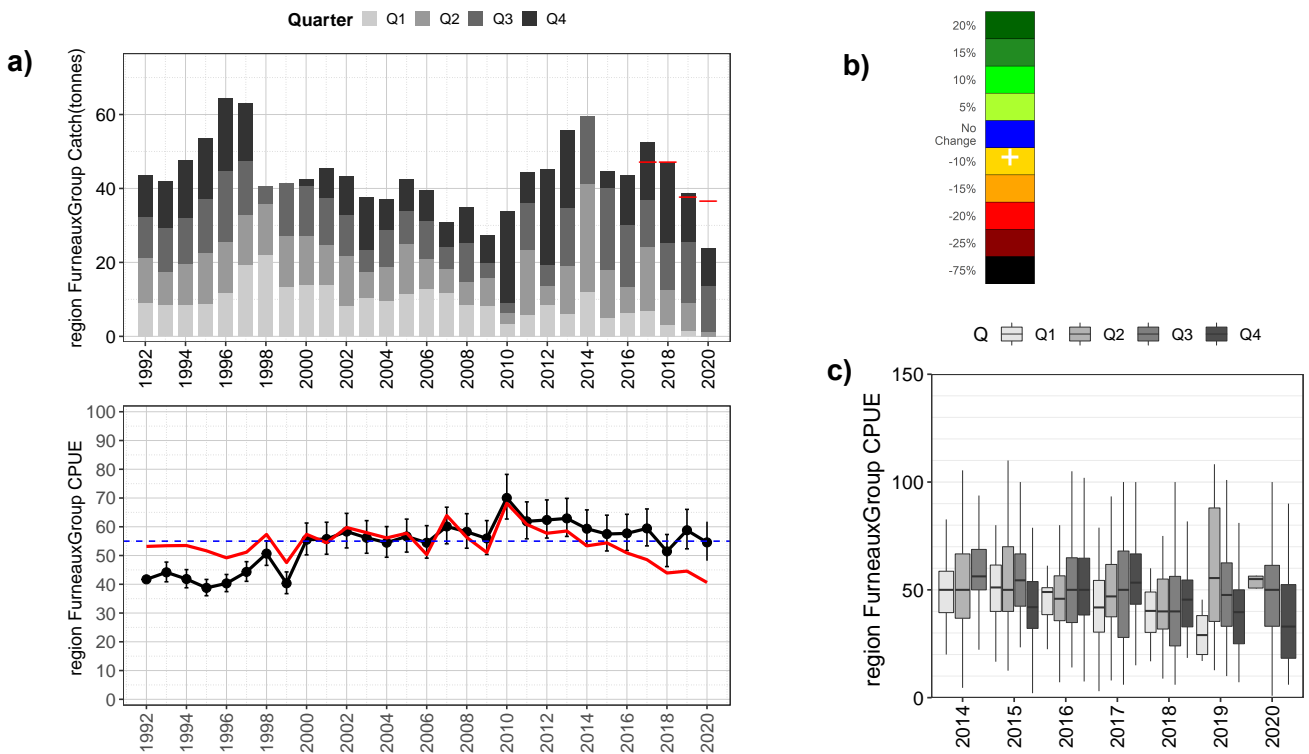 Quarter Q1 Q2 Q3 Q4
a)
region FurneauxGroup Catch(tonnes)
60
40
20
0
1992 1994 1996 1998 2000 2002 2004 2006 2008 2010 2012 2014 2016 2018 2020
region FurneauxGroup CPUE
100
90
80
70
60
50
40
30
20
10
0
1992 1994 1996 1998 2000 2002 2004 2006 2008 2010 2012 2014 2016 2018 2020
b)
20%
15%
10%
5%
No
Change
-10%
-15%
-20%
-25%
-75%
Q Q1 Q2 Q3 Q4
c)
region FurneauxGroup CPUE
150
100
50
0
2014 2015 2016 2017 2018 2019 2020